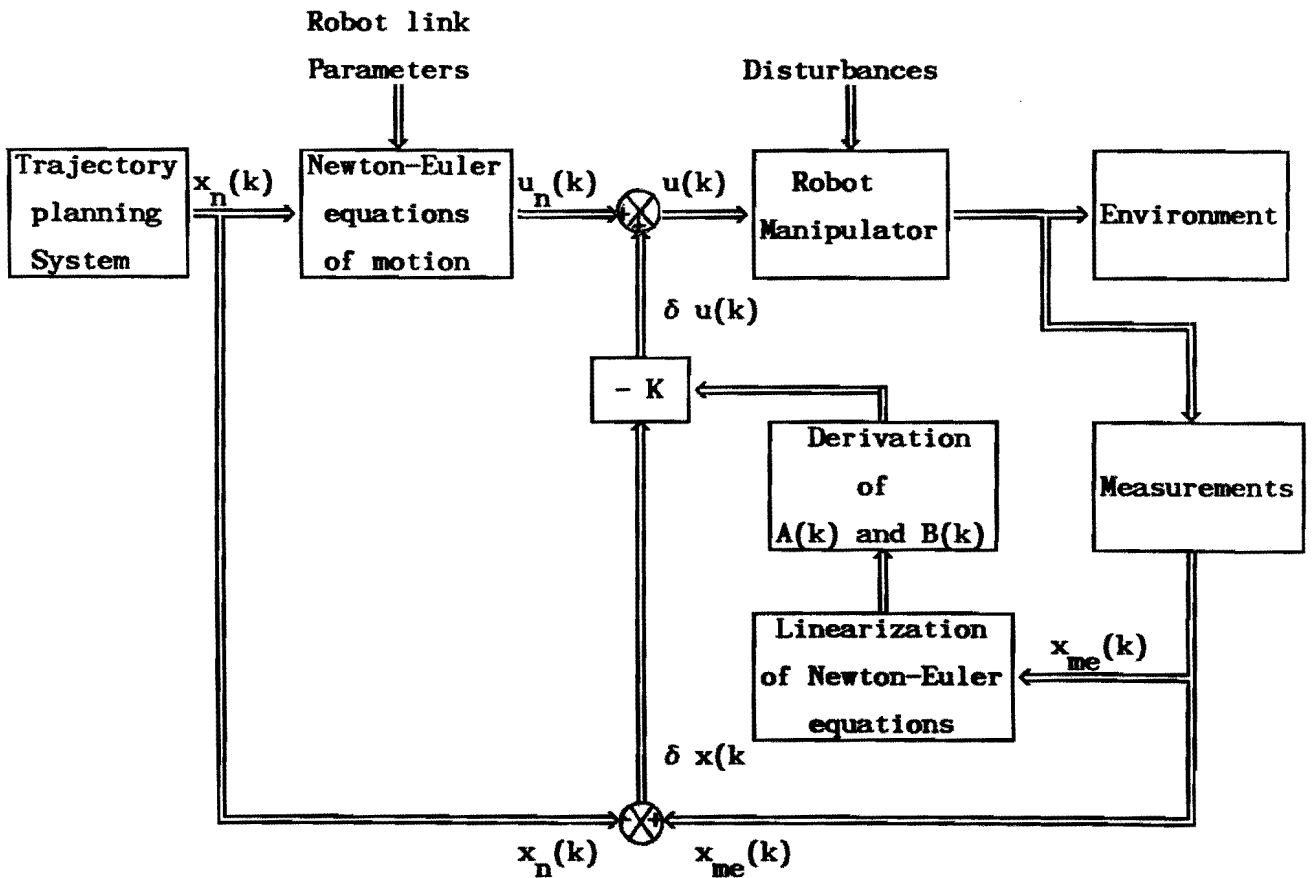 Robot link
Parameters
Disturbances
Trajectory
planning
System
x_n(k)
Newton-Euler
equations
of motion
u_n(k)
+
+
u(k)
Robot
Manipulator
Environment
δ u(k)
- K
Derivation
of
A(k) and B(k)
Measurements
Linearization
of Newton-Euler
equations
x_me(k)
δ x(k
-
+
x_n(k)
x_me(k)